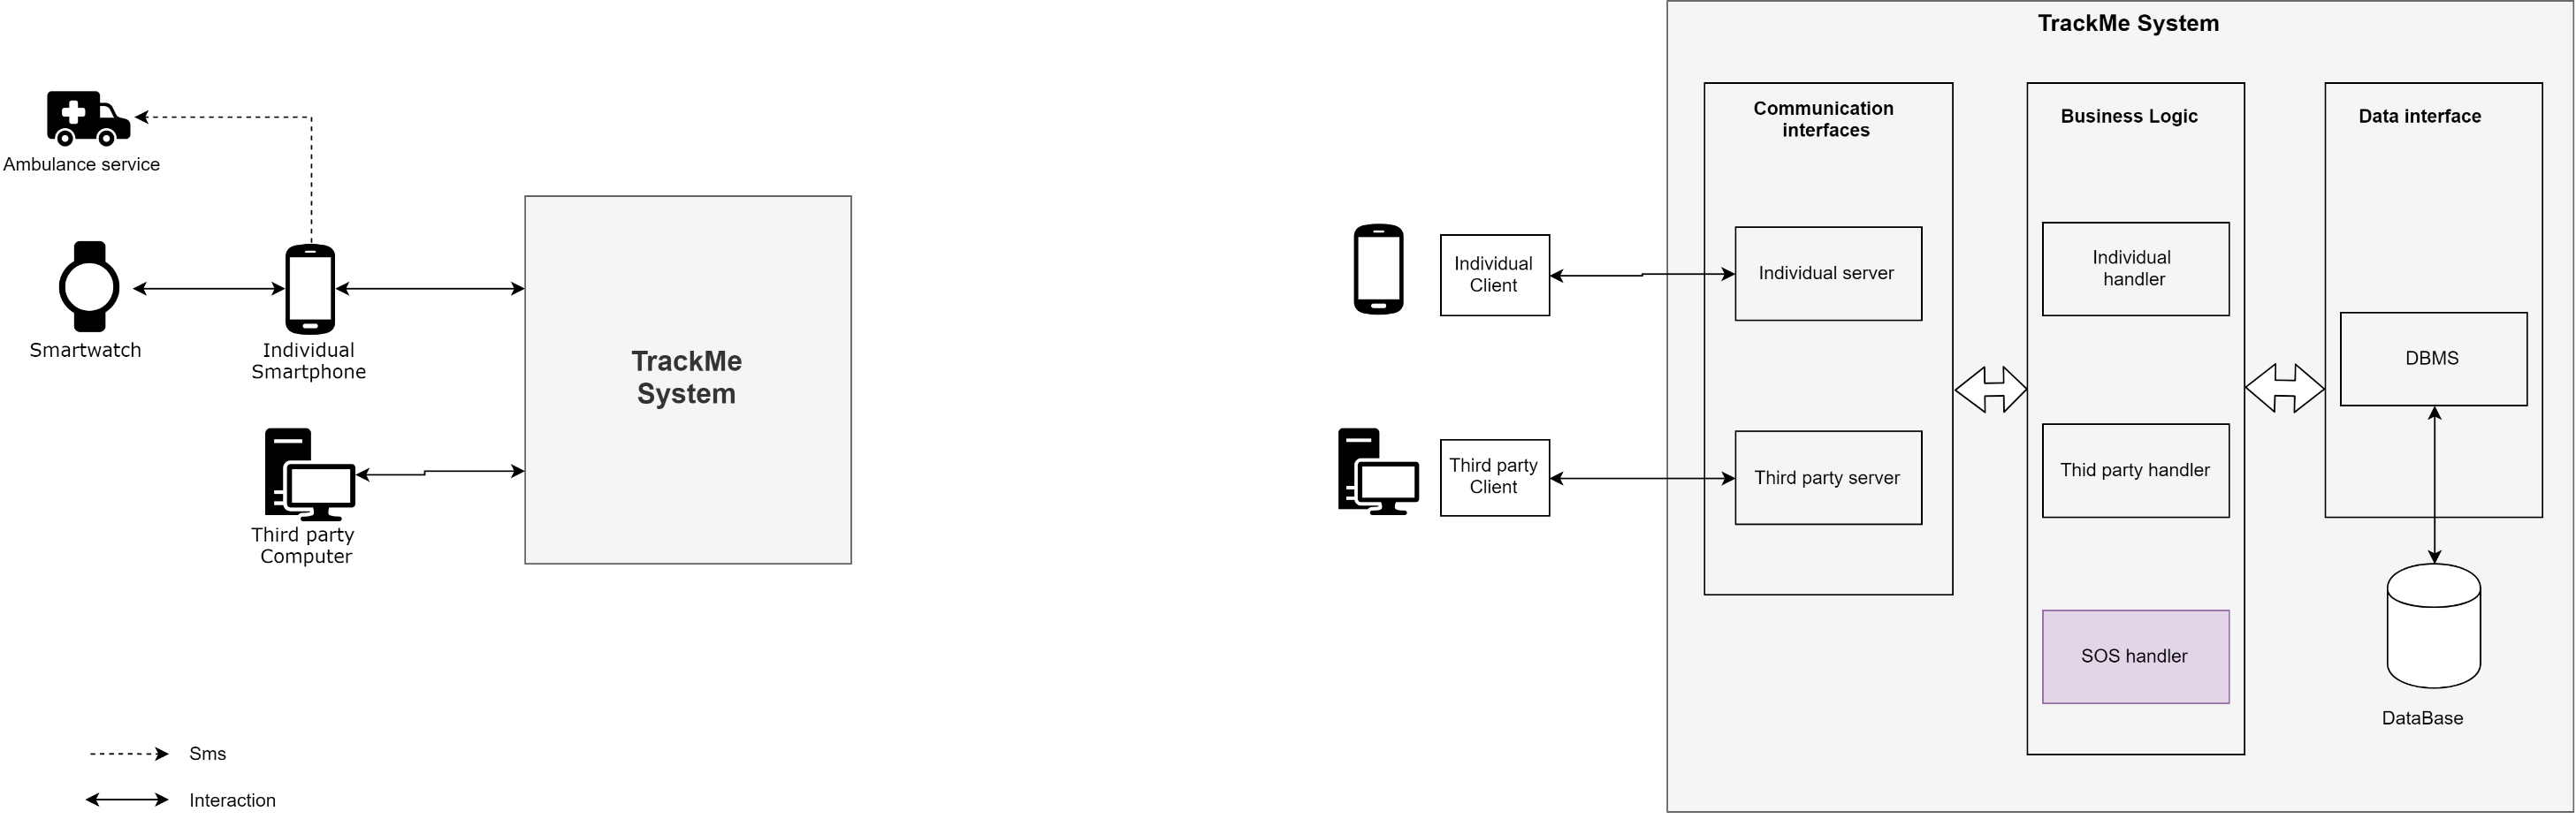 Ambulance service
Smartwatch
Individual
Smartphone
TrackMe
System
Third party
Computer
Sms
Interaction
TrackMe System
Communication
interfaces
Business Logic
Data interface
Individual
Client
Individual server
Individual
handler
DBMS
Third party
Client
Third party server
Thid party handler
SOS handler
DataBase